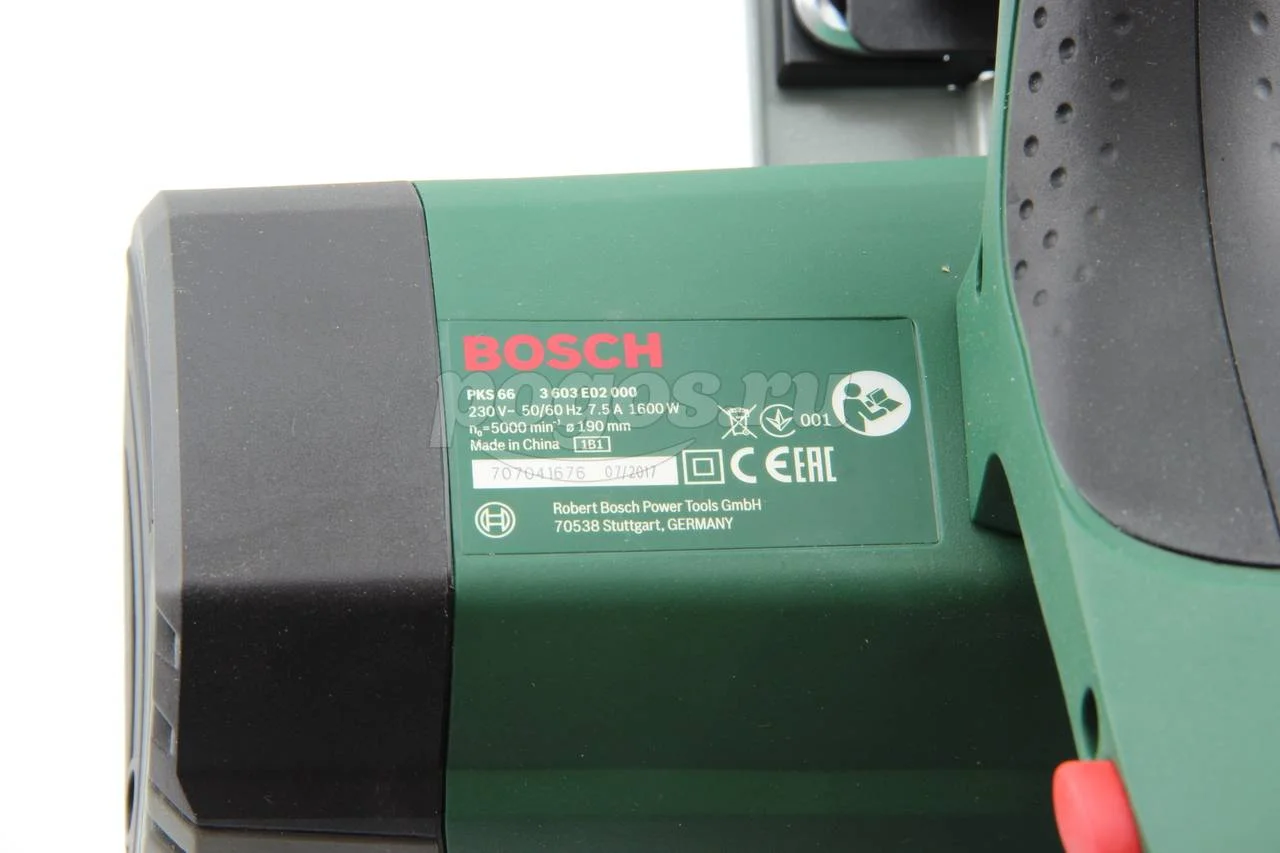 BOSCH
PKS 66 3 603 E02 000
230 V~ 50/60 Hz 7.5 A 1600 W
n₀=5000 min⁻¹ ø 190 mm
Made in China 1B1
001
707041676 07/2017
CE EAC
Robert Bosch Power Tools GmbH
70538 Stuttgart, GERMANY
pogos.ru